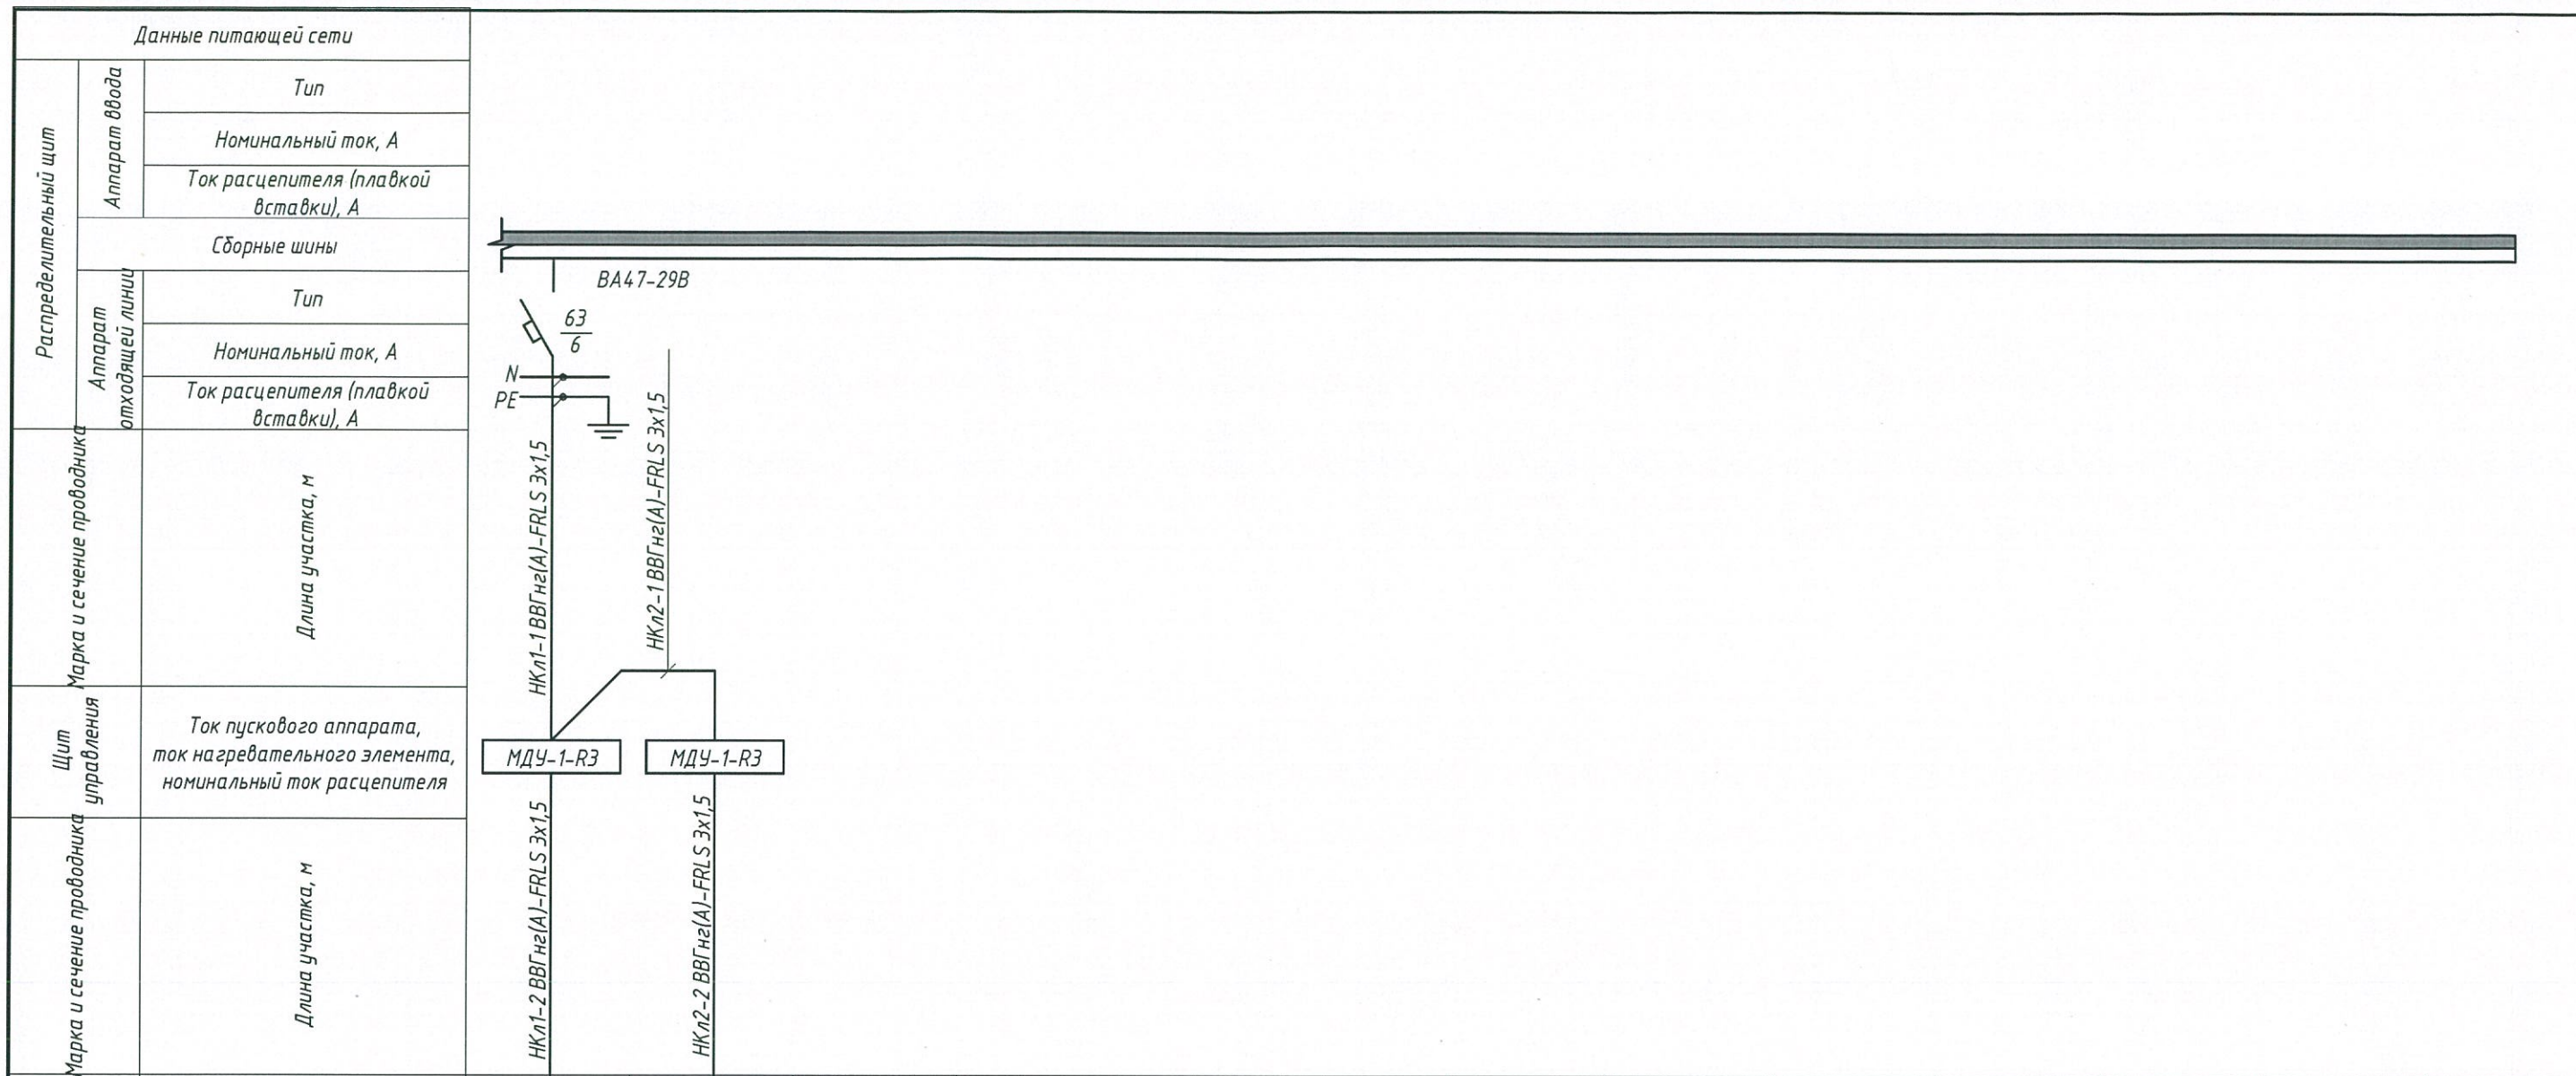 Данные питающей сети
Распределительный щит
Аппарат ввода
Тип
Номинальный ток, А
Ток расцепителя (плавкой
вставки), А
Сборные шины
Аппарат
отходящей линии
Тип
Номинальный ток, А
Ток расцепителя (плавкой
вставки), А
ВА47-29В
63
6
N
PE
Марка и сечение проводника
Длина участка, м
НКл1-1 ВВГнг(А)-FRLS 3х1,5
НКл2-1 ВВГнг(А)-FRLS 3х1,5
Щит
управления
Ток пускового аппарата,
ток нагревательного элемента,
номинальный ток расцепителя
МДУ-1-R3
МДУ-1-R3
Марка и сечение проводника
Длина участка, м
НКл1-2 ВВГнг(А)-FRLS 3х1,5
НКл2-2 ВВГнг(А)-FRLS 3х1,5